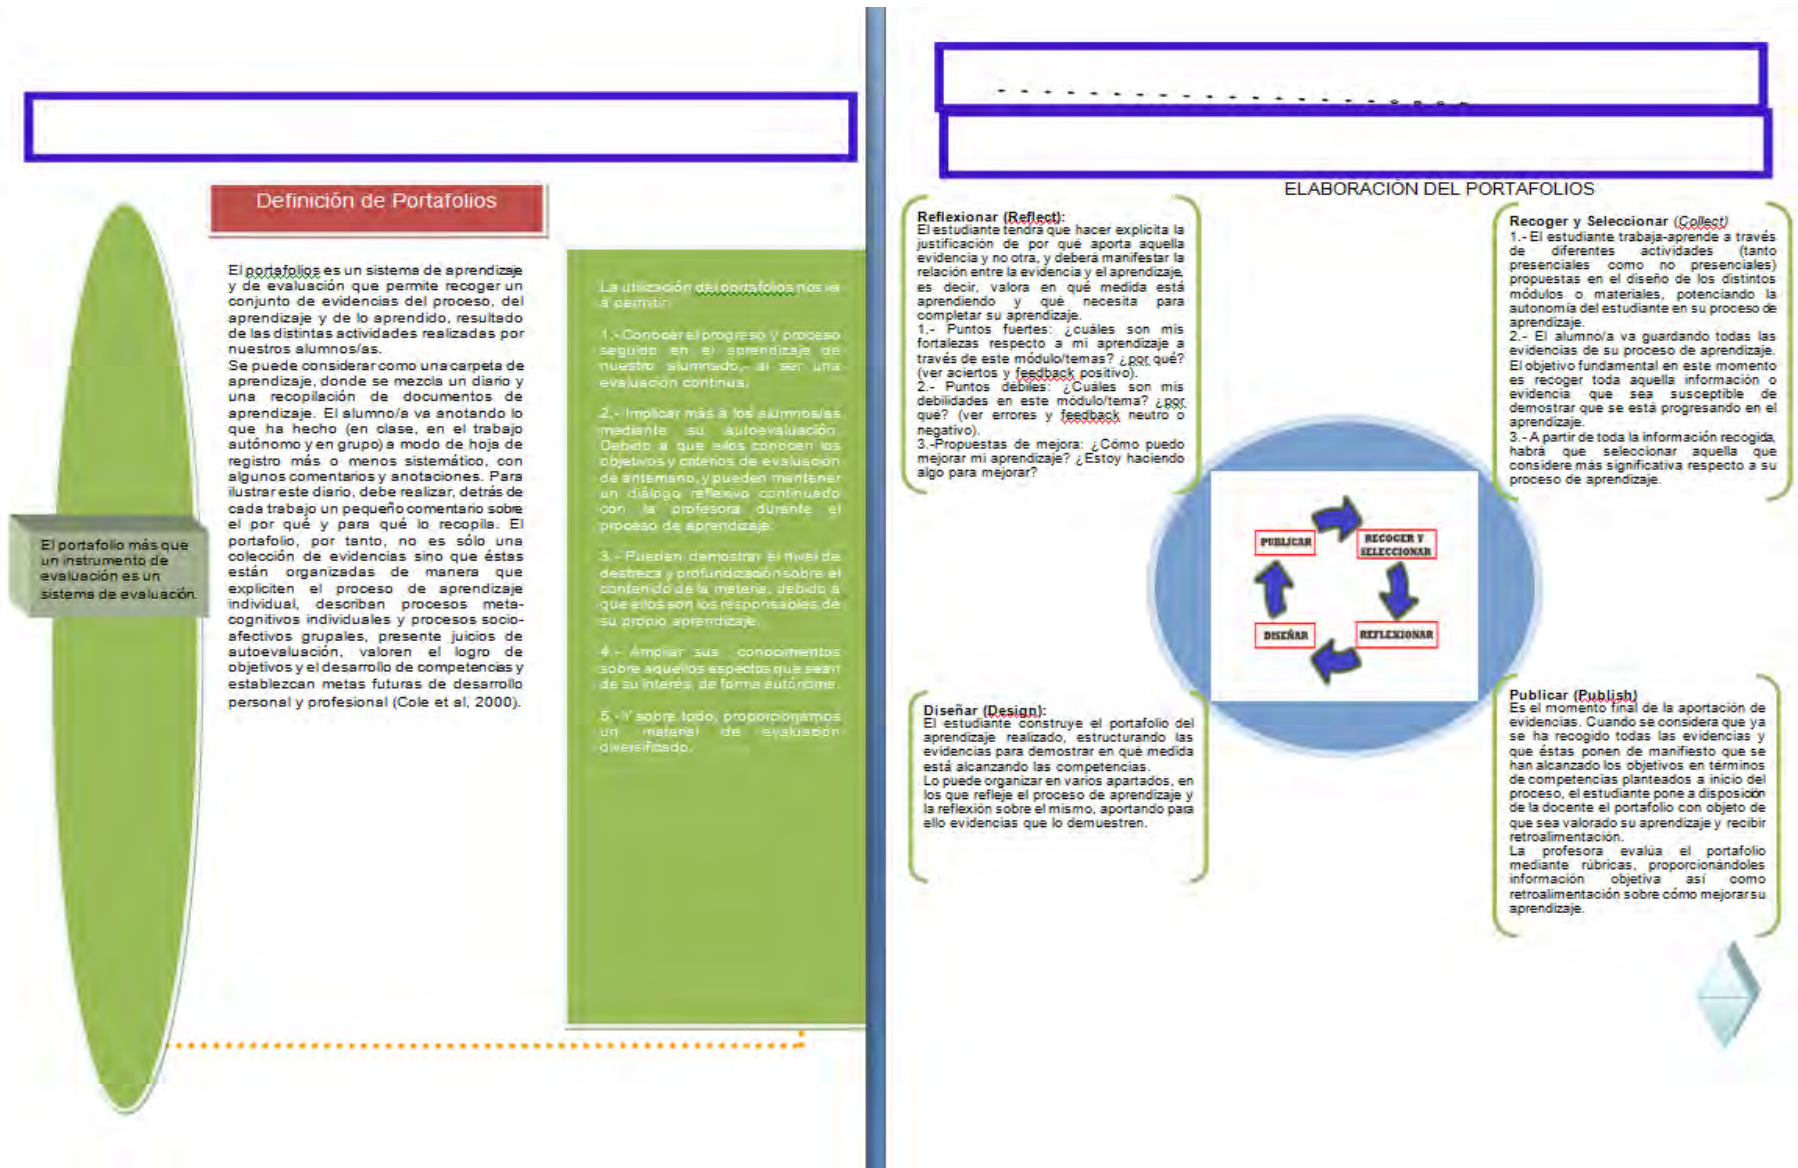 Definición de Portafolios
El portafolio más que
un instrumento de
evaluación es un
sistema de evaluación.
El portafolios es un sistema de aprendizaje
y de evaluación que permite recoger un
conjunto de evidencias del proceso, del
aprendizaje y de lo aprendido, resultado
de las distintas actividades realizadas por
nuestros alumnos/as.
Se puede considerar como una carpeta de
aprendizaje, donde se mezcla un diario y
una recopilación de documentos de
aprendizaje. El alumno/a va anotando lo
que ha hecho (en clase, en el trabajo
autónomo y en grupo) a modo de hoja de
registro más o menos sistemático, con
algunos comentarios y anotaciones. Para
ilustrar este diario, debe realizar, detrás de
cada trabajo un pequeño comentario sobre
el por qué y para qué lo recopila. El
portafolio, por tanto, no es sólo una
colección de evidencias sino que éstas
están organizadas de manera que
expliciten el proceso de aprendizaje
individual, describan procesos meta-
cognitivos individuales y procesos socio-
afectivos grupales, presente juicios de
autoevaluación, valoren el logro de
objetivos y el desarrollo de competencias y
establezcan metas futuras de desarrollo
personal y profesional (Cole et al, 2000).
La utilización del portafolios nos va
a permitir:
1.- Conocer el progreso y proceso
seguido en el aprendizaje de
nuestro alumnado, al ser una
evaluación continua.
2.- Implicar más a los alumnos/as
mediante su autoevaluación.
Debido a que ellos conocen los
objetivos y criterios de evaluación
de antemano, y pueden mantener
un diálogo reflexivo continuado
con la profesora durante el
proceso de aprendizaje.
3.- Pueden demostrar el nivel de
destreza y profundización sobre el
contenido de la materia, debido a
que ellos son los responsables de
su propio aprendizaje.
4.- Ampliar sus conocimientos
sobre aquellos aspectos que sean
de su interés, de forma autónoma.
5.- Y sobre todo, proporcionarnos
un material de evaluación
diversificado.
ELABORACIÓN DEL PORTAFOLIOS
Reflexionar (Reflect):
El estudiante tendrá que hacer explicita la
justificación de por qué aporta aquella
evidencia y no otra, y deberá manifestar la
relación entre la evidencia y el aprendizaje,
es decir, valora en qué medida está
aprendiendo y qué necesita para
completar su aprendizaje.
1.- Puntos fuertes: ¿cuáles son mis
fortalezas respecto a mi aprendizaje a
través de este módulo/temas? ¿por qué?
(ver aciertos y feedback positivo).
2.- Puntos débiles: ¿Cuáles son mis
debilidades en este módulo/tema? ¿por
qué? (ver errores y feedback neutro o
negativo).
3.-Propuestas de mejora: ¿Cómo puedo
mejorar mi aprendizaje? ¿Estoy haciendo
algo para mejorar?
Recoger y Seleccionar (Collect)
1.- El estudiante trabaja-aprende a través
de diferentes actividades (tanto
presenciales como no presenciales)
propuestas en el diseño de los distintos
módulos o materiales, potenciando la
autonomía del estudiante en su proceso de
aprendizaje.
2.- El alumno/a va guardando todas las
evidencias de su proceso de aprendizaje.
El objetivo fundamental en este momento
es recoger toda aquella información o
evidencia que sea susceptible de
demostrar que se está progresando en el
aprendizaje.
3.- A partir de toda la información recogida,
habrá que seleccionar aquella que
considere más significativa respecto a su
proceso de aprendizaje.
PUBLICAR
RECOGER Y
SELECCIONAR
DISEÑAR
REFLEXIONAR
Diseñar (Design):
El estudiante construye el portafolio del
aprendizaje realizado, estructurando las
evidencias para demostrar en qué medida
está alcanzando las competencias.
Lo puede organizar en varios apartados, en
los que refleje el proceso de aprendizaje y
la reflexión sobre el mismo, aportando para
ello evidencias que lo demuestren.
Publicar (Publish)
Es el momento final de la aportación de
evidencias. Cuando se considera que ya
se ha recogido todas las evidencias y
que éstas ponen de manifiesto que se
han alcanzado los objetivos en términos
de competencias planteados a inicio del
proceso, el estudiante pone a disposición
de la docente el portafolio con objeto de
que sea valorado su aprendizaje y recibir
retroalimentación.
La profesora evalúa el portafolio
mediante rúbricas, proporcionándoles
información objetiva así como
retroalimentación sobre cómo mejorar su
aprendizaje.